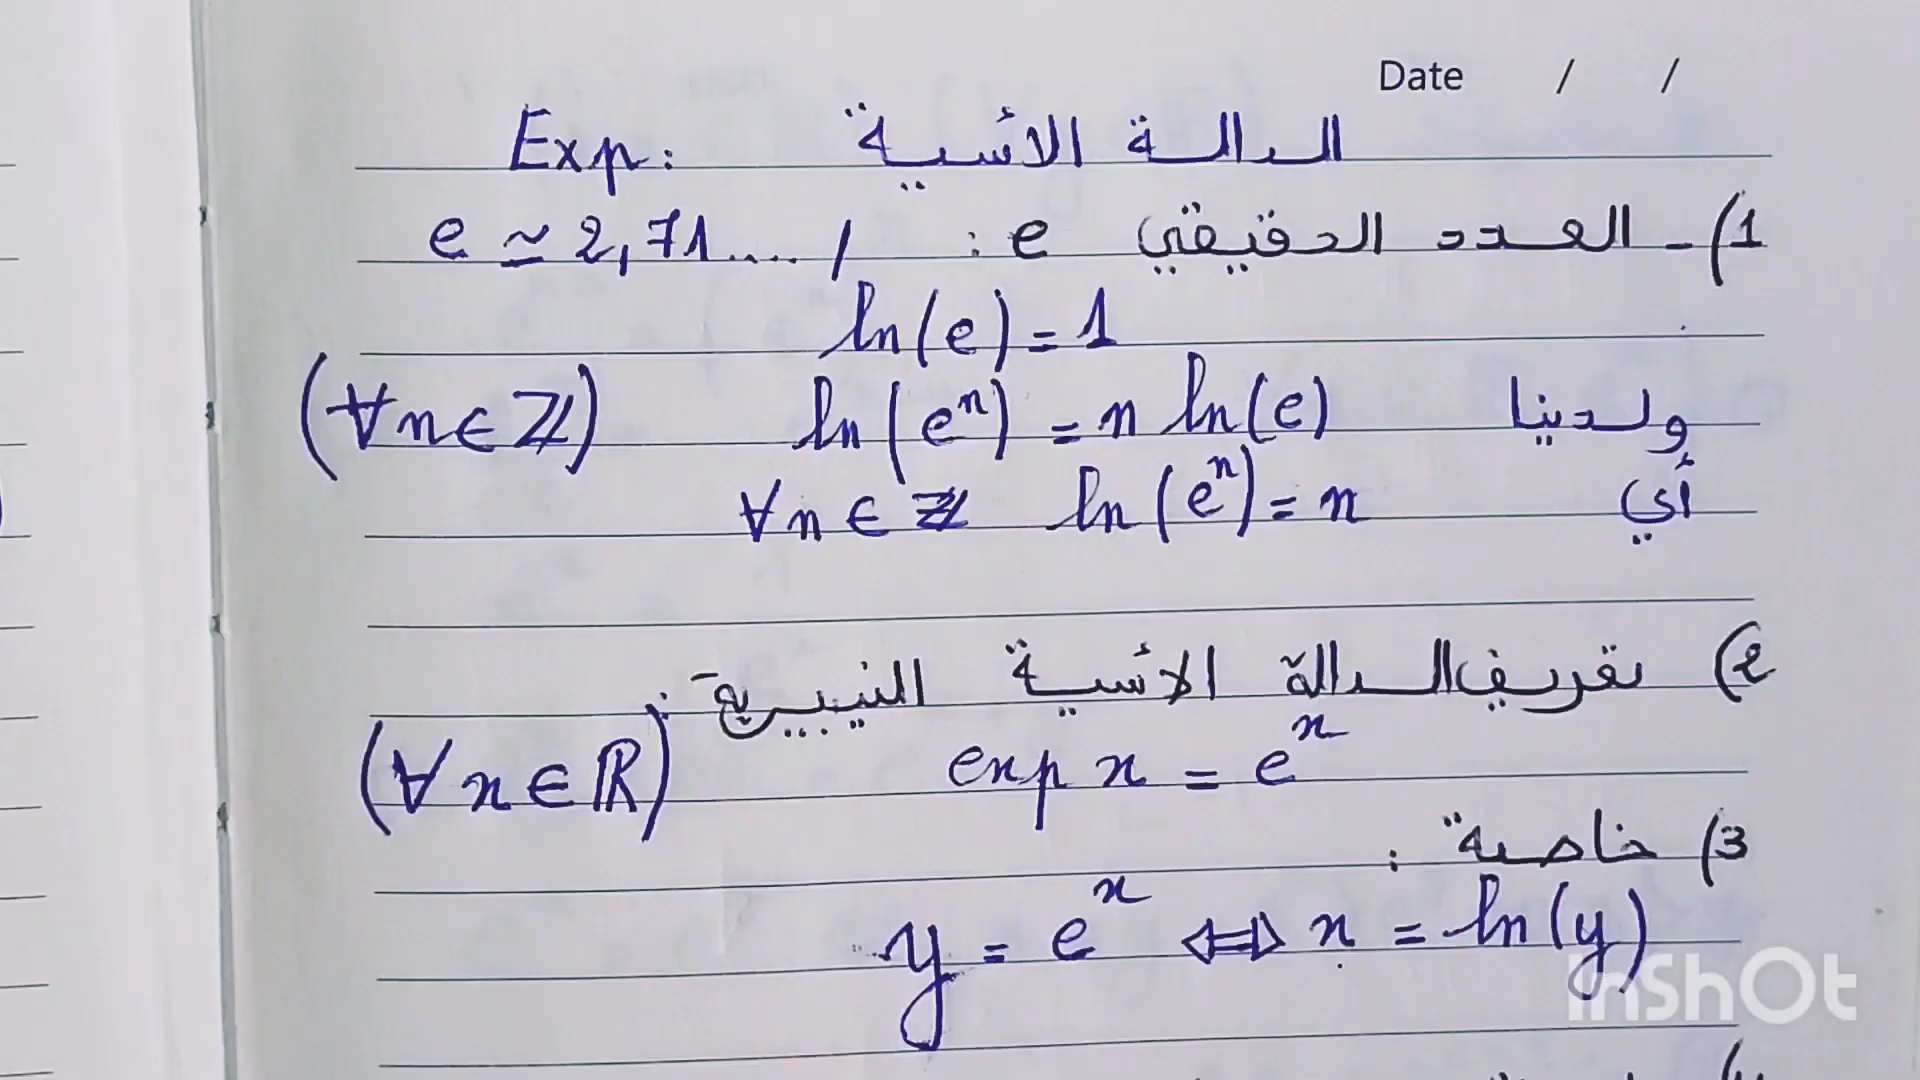 Date / /
الدالة الأسية Exp:
1)- العدد الحقيقي e : e ≃ 2,71.... /
ln(e) = 1
ولدينا ln(eⁿ) = n ln(e) (∀n∈ℤ)
أي ∀n∈ℤ ln(eⁿ) = n
2) تعريف الدالة الأسية النيبيرية:
exp x = eˣ (∀x∈ℝ)
3) خاصية :
y = eˣ ⇔ x = ln(y)
InShOt